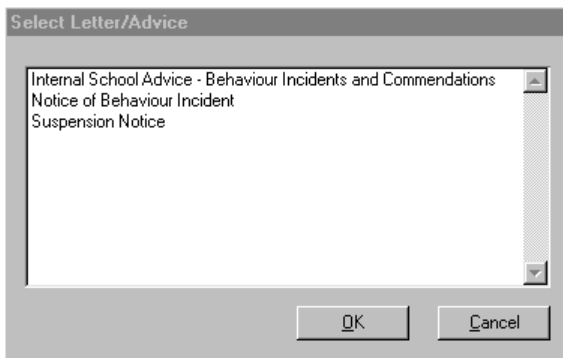 Select Letter/Advice
Internal School Advice - Behaviour Incidents and Commendations
Notice of Behaviour Incident
Suspension Notice
OK
Cancel